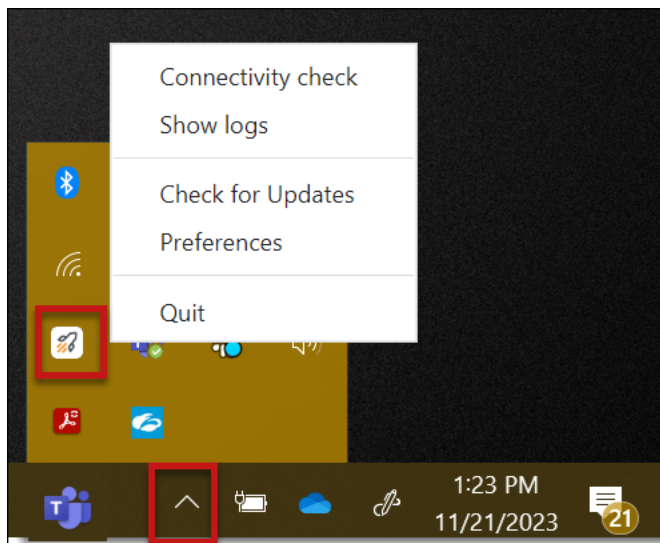 Connectivity check
Show logs
Check for Updates
Preferences
Quit
1:23 PM
11/21/2023
21